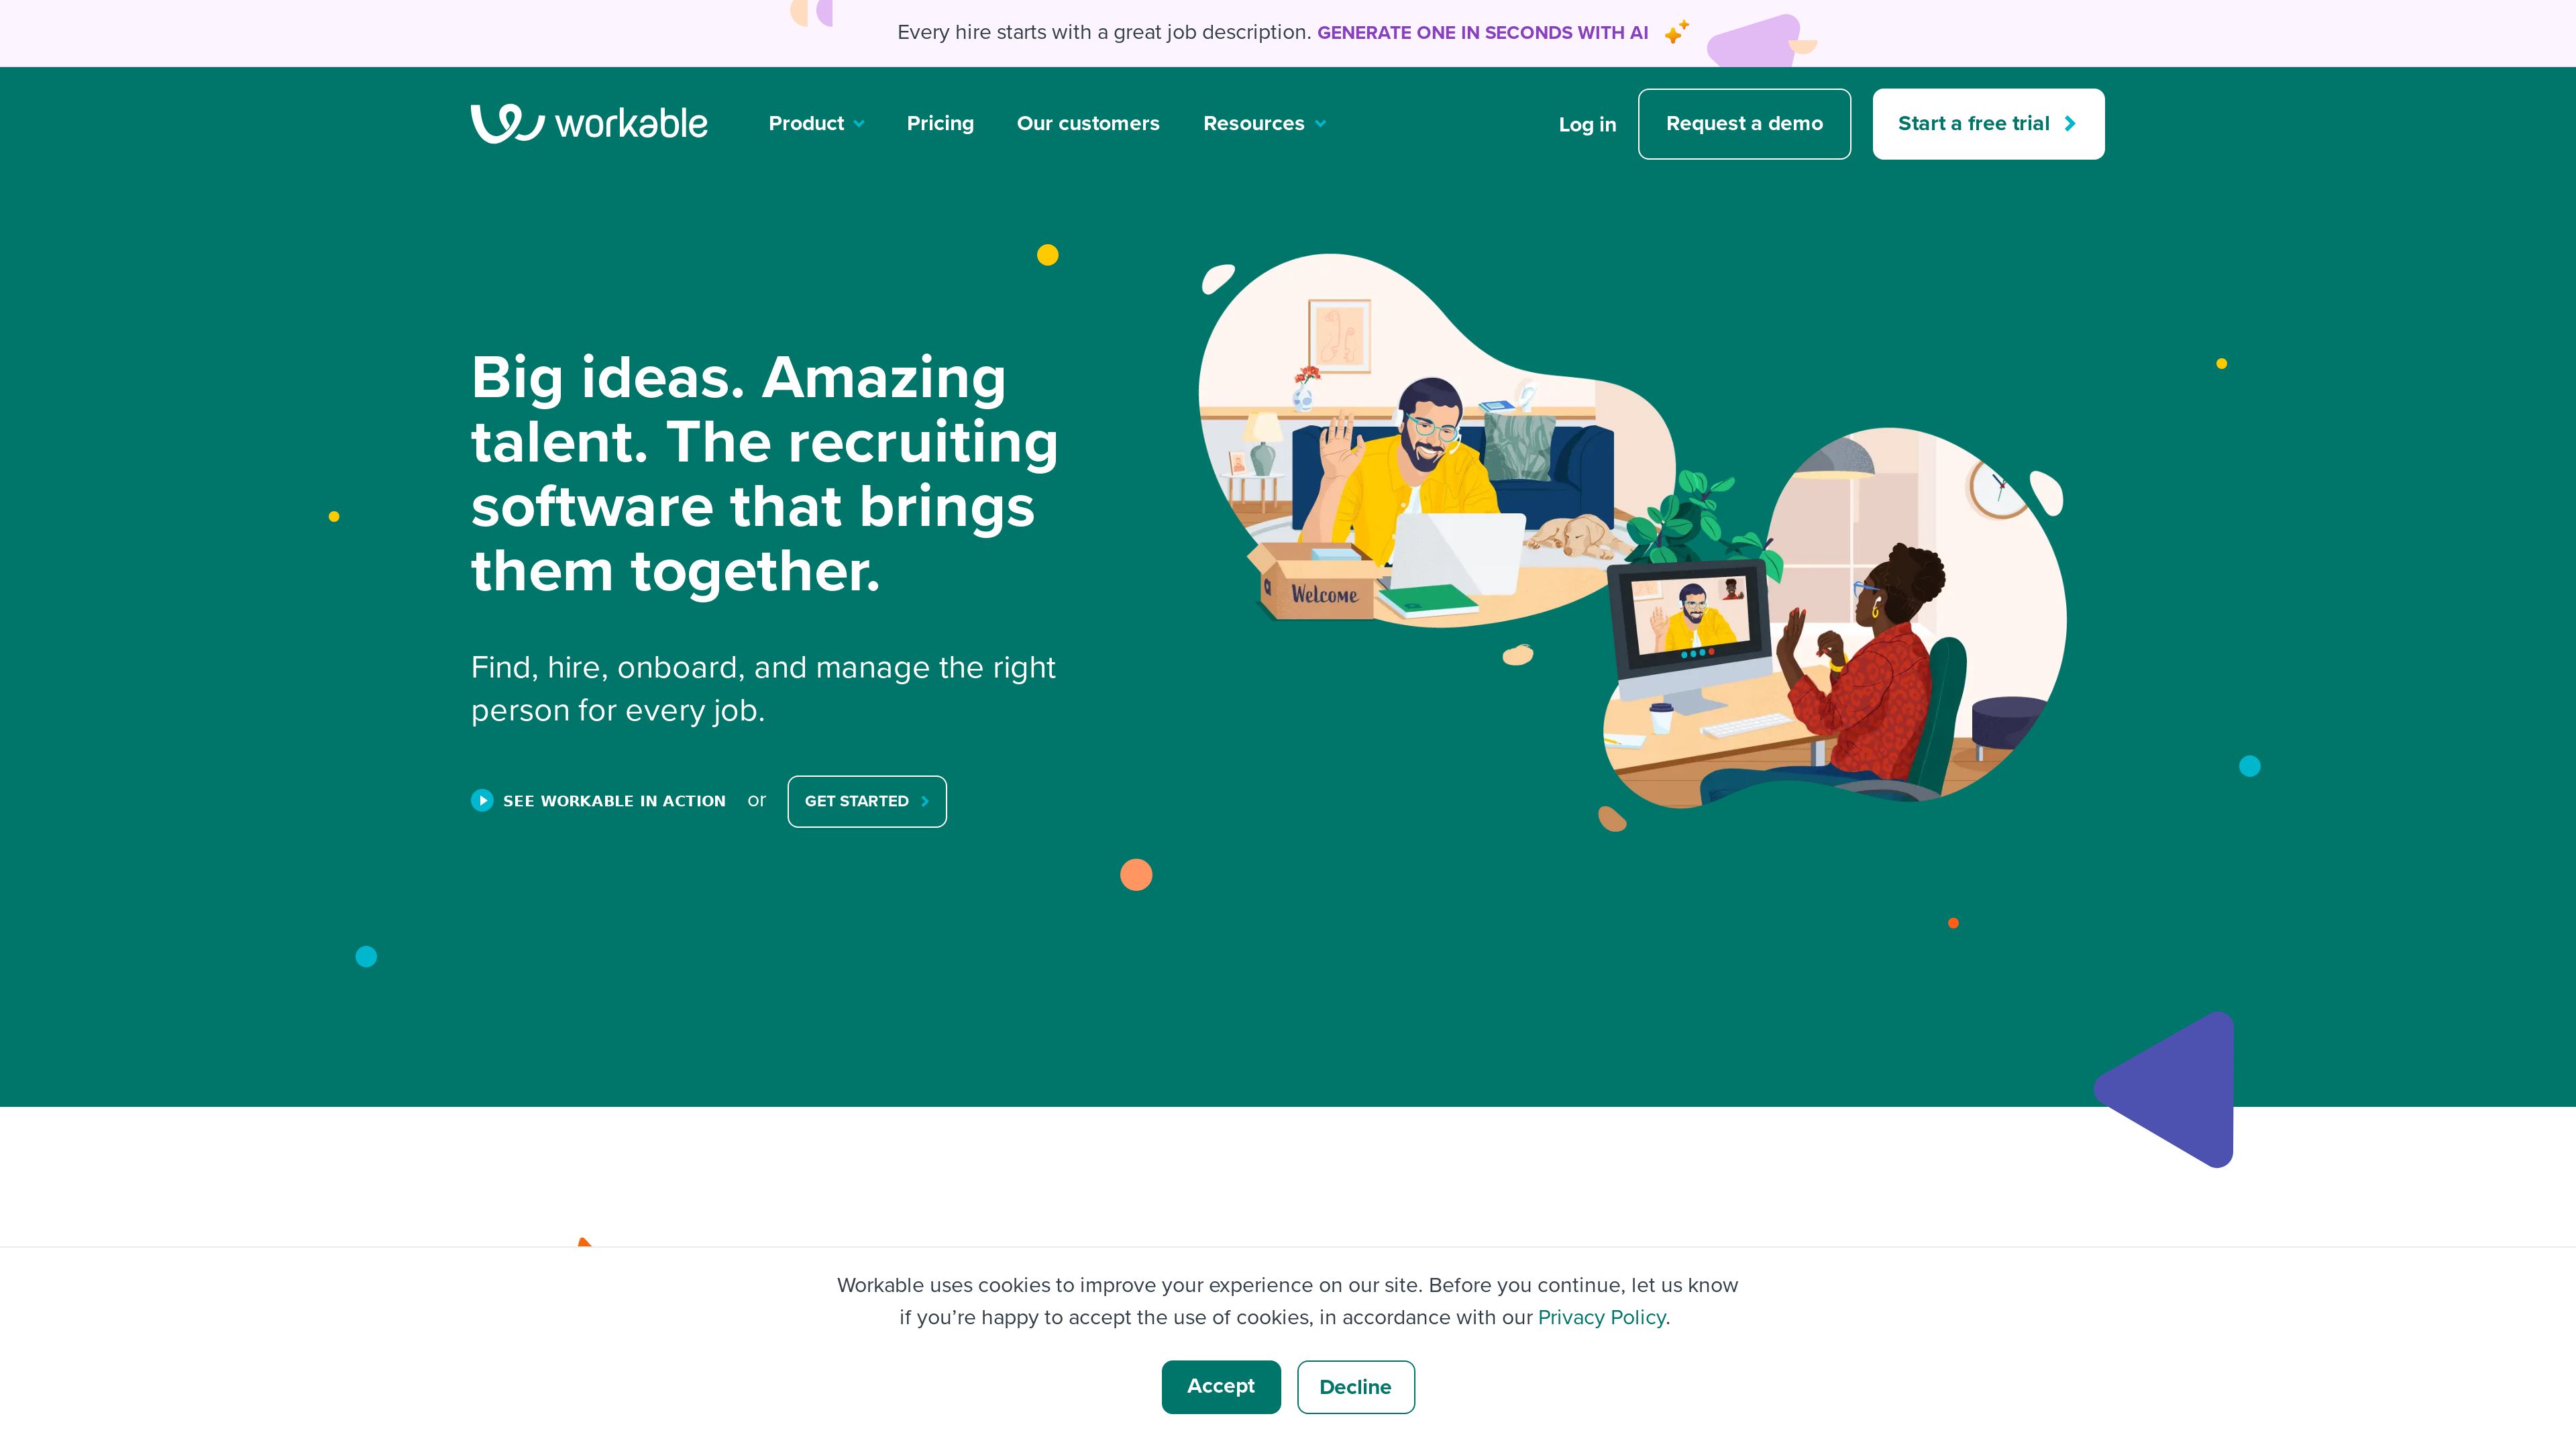 Every hire starts with a great job description. GENERATE ONE IN SECONDS WITH AI
workable
Product
Pricing
Our customers
Resources
Log in
Request a demo
Start a free trial
Big ideas. Amazing
talent. The recruiting
software that brings
them together.
Find, hire, onboard, and manage the right
person for every job.
SEE WORKABLE IN ACTION or GET STARTED
a
Welcome
Workable uses cookies to improve your experience on our site. Before you continue, let us know
if you’re happy to accept the use of cookies, in accordance with our Privacy Policy.
Accept
Decline